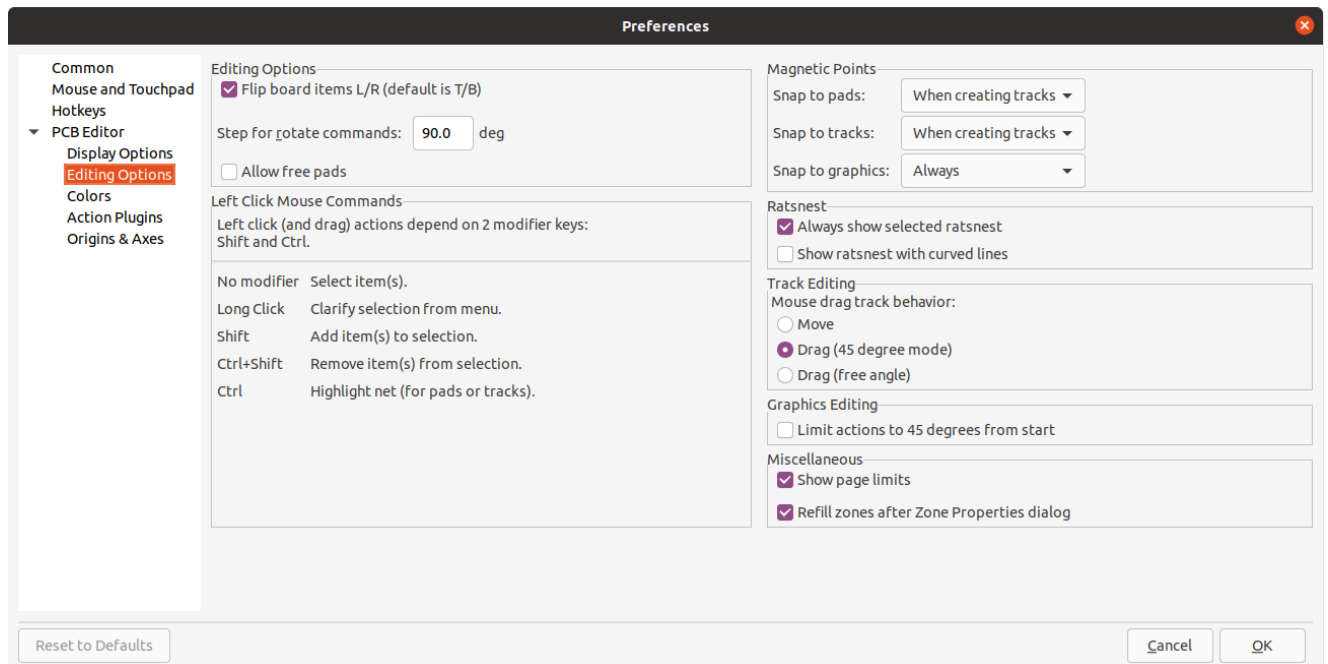 Preferences
Common
Mouse and Touchpad
Hotkeys
PCB Editor
Display Options
Editing Options
Colors
Action Plugins
Origins & Axes
Editing Options
Flip board items L/R (default is T/B)
Step for rotate commands: 90.0 deg
Allow free pads
Left Click Mouse Commands
Left click (and drag) actions depend on 2 modifier keys:
Shift and Ctrl.
No modifier Select item(s).
Long Click Clarify selection from menu.
Shift Add item(s) to selection.
Ctrl+Shift Remove item(s) from selection.
Ctrl Highlight net (for pads or tracks).
Magnetic Points
Snap to pads: When creating tracks
Snap to tracks: When creating tracks
Snap to graphics: Always
Ratsnest
Always show selected ratsnest
Show ratsnest with curved lines
Track Editing
Mouse drag track behavior:
Move
Drag (45 degree mode)
Drag (free angle)
Graphics Editing
Limit actions to 45 degrees from start
Miscellaneous
Show page limits
Refill zones after Zone Properties dialog
Reset to Defaults
Cancel
OK